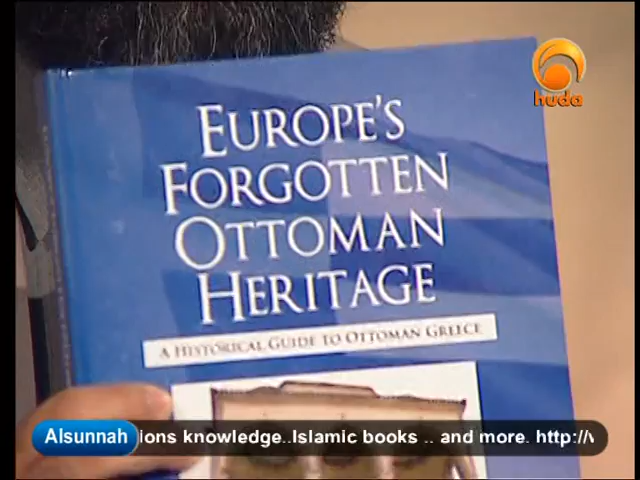 huda
EUROPE'S
FORGOTTEN
OTTOMAN
HERITAGE
A HISTORICAL GUIDE TO OTTOMAN GREECE
Alsunnah
ions knowledge..Islamic books .. and more. http://